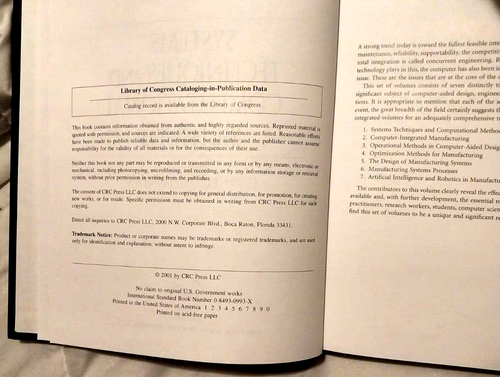 Library of Congress Cataloging-in-Publication Data
Catalog record is available from the Library of Congress.
This book contains information obtained from authentic and highly regarded sources. Reprinted material is
quoted with permission, and sources are indicated. A wide variety of references are listed. Reasonable efforts
have been made to publish reliable data and information, but the author and the publisher cannot assume
responsibility for the validity of all materials or for the consequences of their use.
Neither this book nor any part may be reproduced or transmitted in any form or by any means, electronic or
mechanical, including photocopying, microfilming, and recording, or by any information storage or retrieval
system, without prior permission in writing from the publisher.
The consent of CRC Press LLC does not extend to copying for general distribution, for promotion, for creating
new works, or for resale. Specific permission must be obtained in writing from CRC Press LLC for such
copying.
Direct all inquiries to CRC Press LLC, 2000 N.W. Corporate Blvd., Boca Raton, Florida 33431.
Trademark Notice: Product or corporate names may be trademarks or registered trademarks, and are used
only for identification and explanation, without intent to infringe.
© 2001 by CRC Press LLC
No claim to original U.S. Government works
International Standard Book Number 0-8493-0993-X
Printed in the United States of America 1 2 3 4 5 6 7 8 9 0
Printed on acid-free paper
A strong trend today is toward the fullest feasible inte
maintenance, reliability, supportability, the competitiv
total integration is called concurrent engineering. B
technology plays in this, the computer has also been so
issue. These are the issues that are at the core of the
This set of volumes consists of seven distinctly ti
significant subject of computer-aided design, enginee
tions. It is appropriate to mention that each of the s
event, the great breadth of the field certainly suggests th
integrated volumes for an adequately comprehensive tr
1. Systems Techniques and Computational Method
2. Computer-Integrated Manufacturing
3. Operational Methods in Computer-Aided Desig
4. Optimization Methods for Manufacturing
5. The Design of Manufacturing Systems
6. Manufacturing Systems Processes
7. Artificial Intelligence and Robotics in Manufactu
The contributors to this volume clearly reveal the effec
available and, with further development, the essential ro
practitioners, research workers, students, computer scien
find this set of volumes to be a unique and significant re